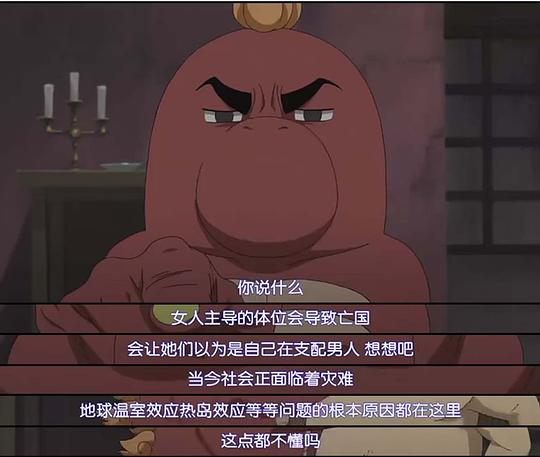 你说什么
女人主导的体位会导致亡国
会让她们以为是自己在支配男人 想想吧
当今社会正面临着灾难
地球温室效应热岛效应等等问题的根本原因都在这里
这点都不懂吗